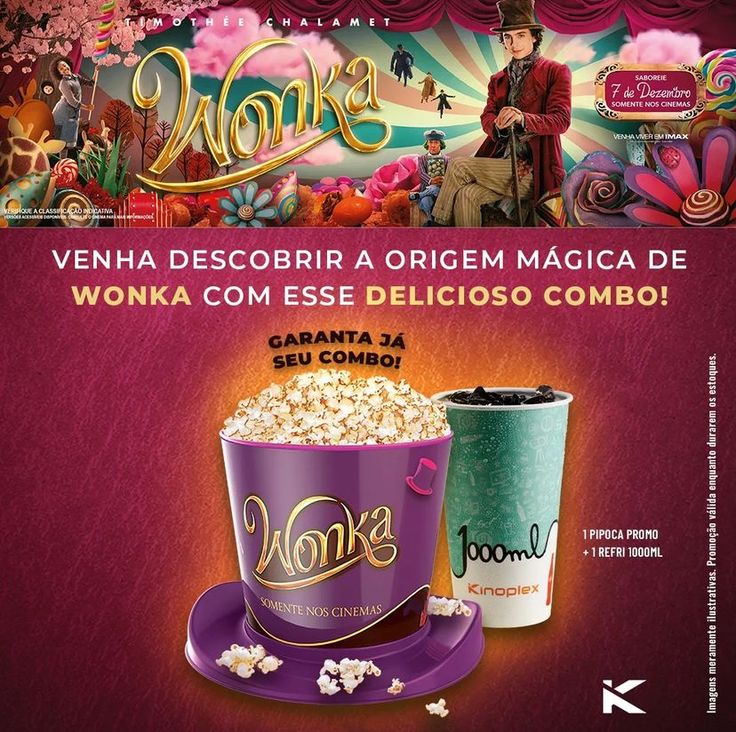 TIMOTHÉE CHALAMET
Wonka
SABOREIE
7 de Dezembro
SOMENTE NOS CINEMAS
VENHA VIVER EM IMAX
VERIFIQUE A CLASSIFICAÇÃO INDICATIVA.
VENHA DESCOBRIR A ORIGEM MÁGICA DE
WONKA COM ESSE DELICIOSO COMBO!
GARANTA JÁ
SEU COMBO!
Wonka
SOMENTE NOS CINEMAS
1000ml
Kinoplex
1 PIPOCA PROMO
+ 1 REFRI 1000ML
Imagens meramente ilustrativas. Promoção válida enquanto durarem os estoques.
K